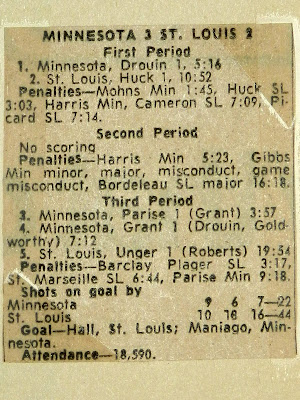 MINNESOTA 3 ST. LOUIS 2
First Period
1. Minnesota, Drouin 1, 5:16
2. St. Louis, Huck 1, 10:52
Penalties—Mohns Min 1:45, Huck SL
3:03, Harris Min, Cameron SL 7:09, Pi-
card SL 7:14.
Second Period
No scoring
Penalties—Harris Min 5:23, Gibbs
Min minor, major, misconduct, game
misconduct, Bordeleau SL major 16:18.
Third Period
3. Minnesota, Parise 1 (Grant) 3:57
4. Minnesota, Grant 1 (Drouin, Gold-
worthy) 7:12
5. St. Louis, Unger 1 (Roberts) 19:54
Penalties—Barclay Plager SL 3:17,
St. Marseille SL 6:44, Parise Min 9:18.
Shots on goal by
Minnesota 9 6 7—22
St. Louis 10 18 16—44
Goal—Hall, St. Louis; Maniago, Min-
nesota.
Attendance—18,590.